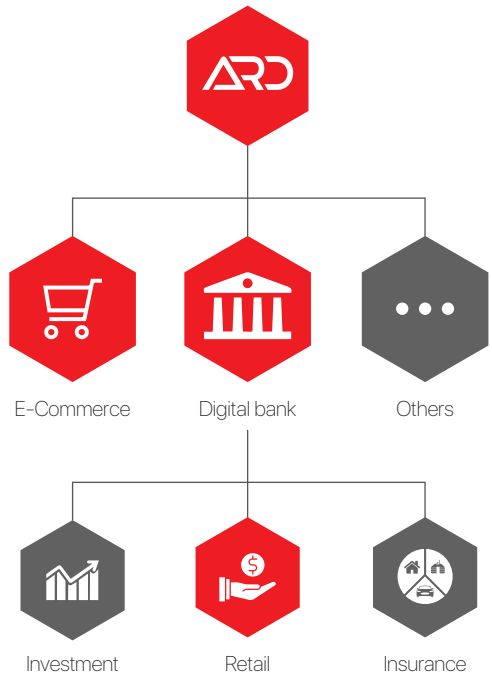 ARD
E-Commerce
Digital bank
Others
$
Investment
Retail
Insurance